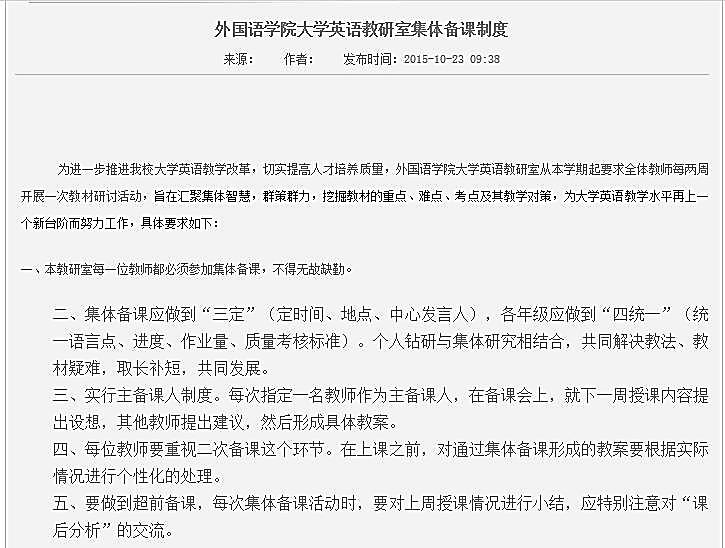 外国语学院大学英语教研室集体备课制度
来源： 作者： 发布时间：2015-10-23 09:38
为进一步推进我校大学英语教学改革，切实提高人才培养质量，外国语学院大学英语教研室从本学期起要求全体教师每两周
开展一次教材研讨活动，旨在汇聚集体智慧，群策群力，挖掘教材的重点、难点、考点及其教学对策，为大学英语教学水平再上一
个新台阶而努力工作，具体要求如下：
一、本教研室每一位教师都必须参加集体备课，不得无故缺勤。
二、集体备课应做到“三定”（定时间、地点、中心发言人），各年级应做到“四统一”（统
一语言点、进度、作业量、质量考核标准）。个人钻研与集体研究相结合，共同解决教法、教
材疑难，取长补短，共同发展。
三、实行主备课人制度。每次指定一名教师作为主备课人，在备课会上，就下一周授课内容提
出设想，其他教师提出建议，然后形成具体教案。
四、每位教师要重视二次备课这个环节。在上课之前，对通过集体备课形成的教案要根据实际
情况进行个性化的处理。
五、要做到超前备课，每次集体备课活动时，要对上周授课情况进行小结，应特别注意对“课
后分析”的交流。